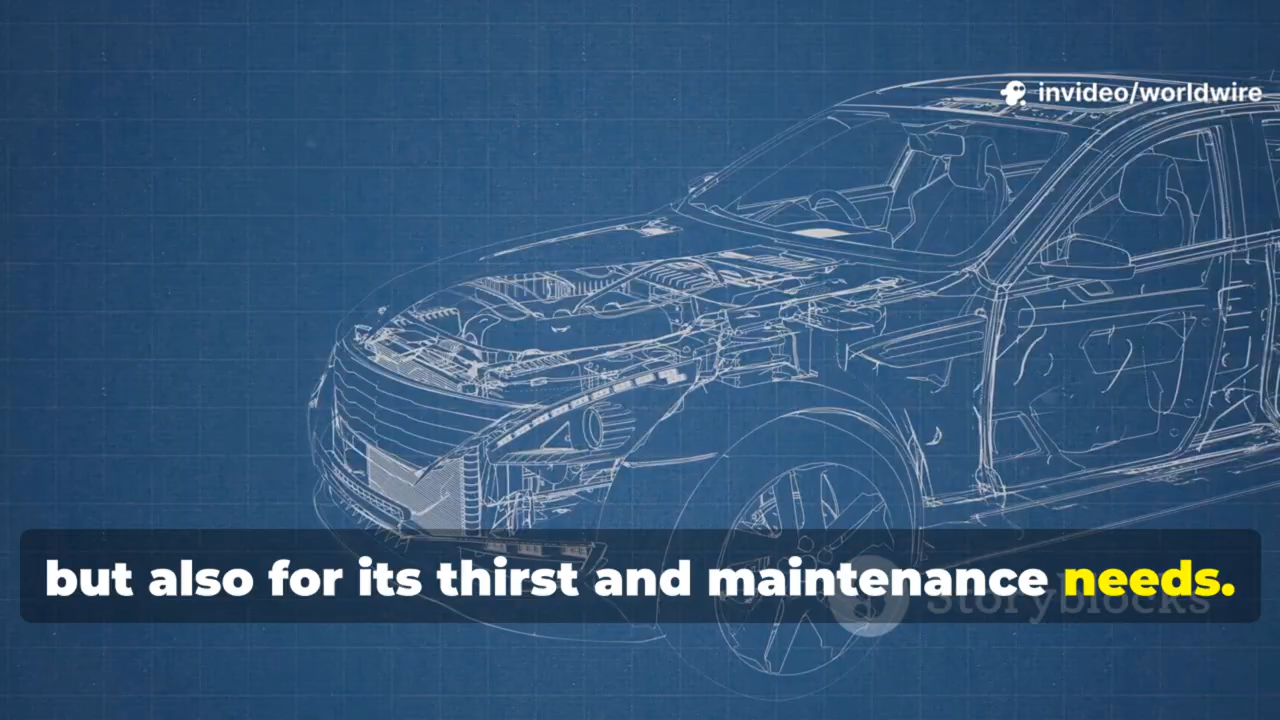 invideo/worldwire
but also for its thirst and maintenance needs.
Storyblocks